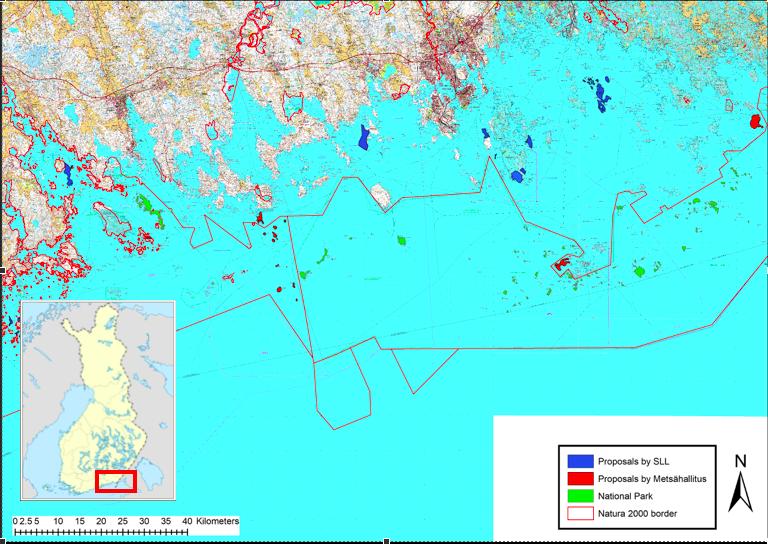 Proposals by SLL
Proposals by Metsähallitus
National Park
Natura 2000 border
N
0 2.5 5 10 15 20 25 30 35 40 Kilometers